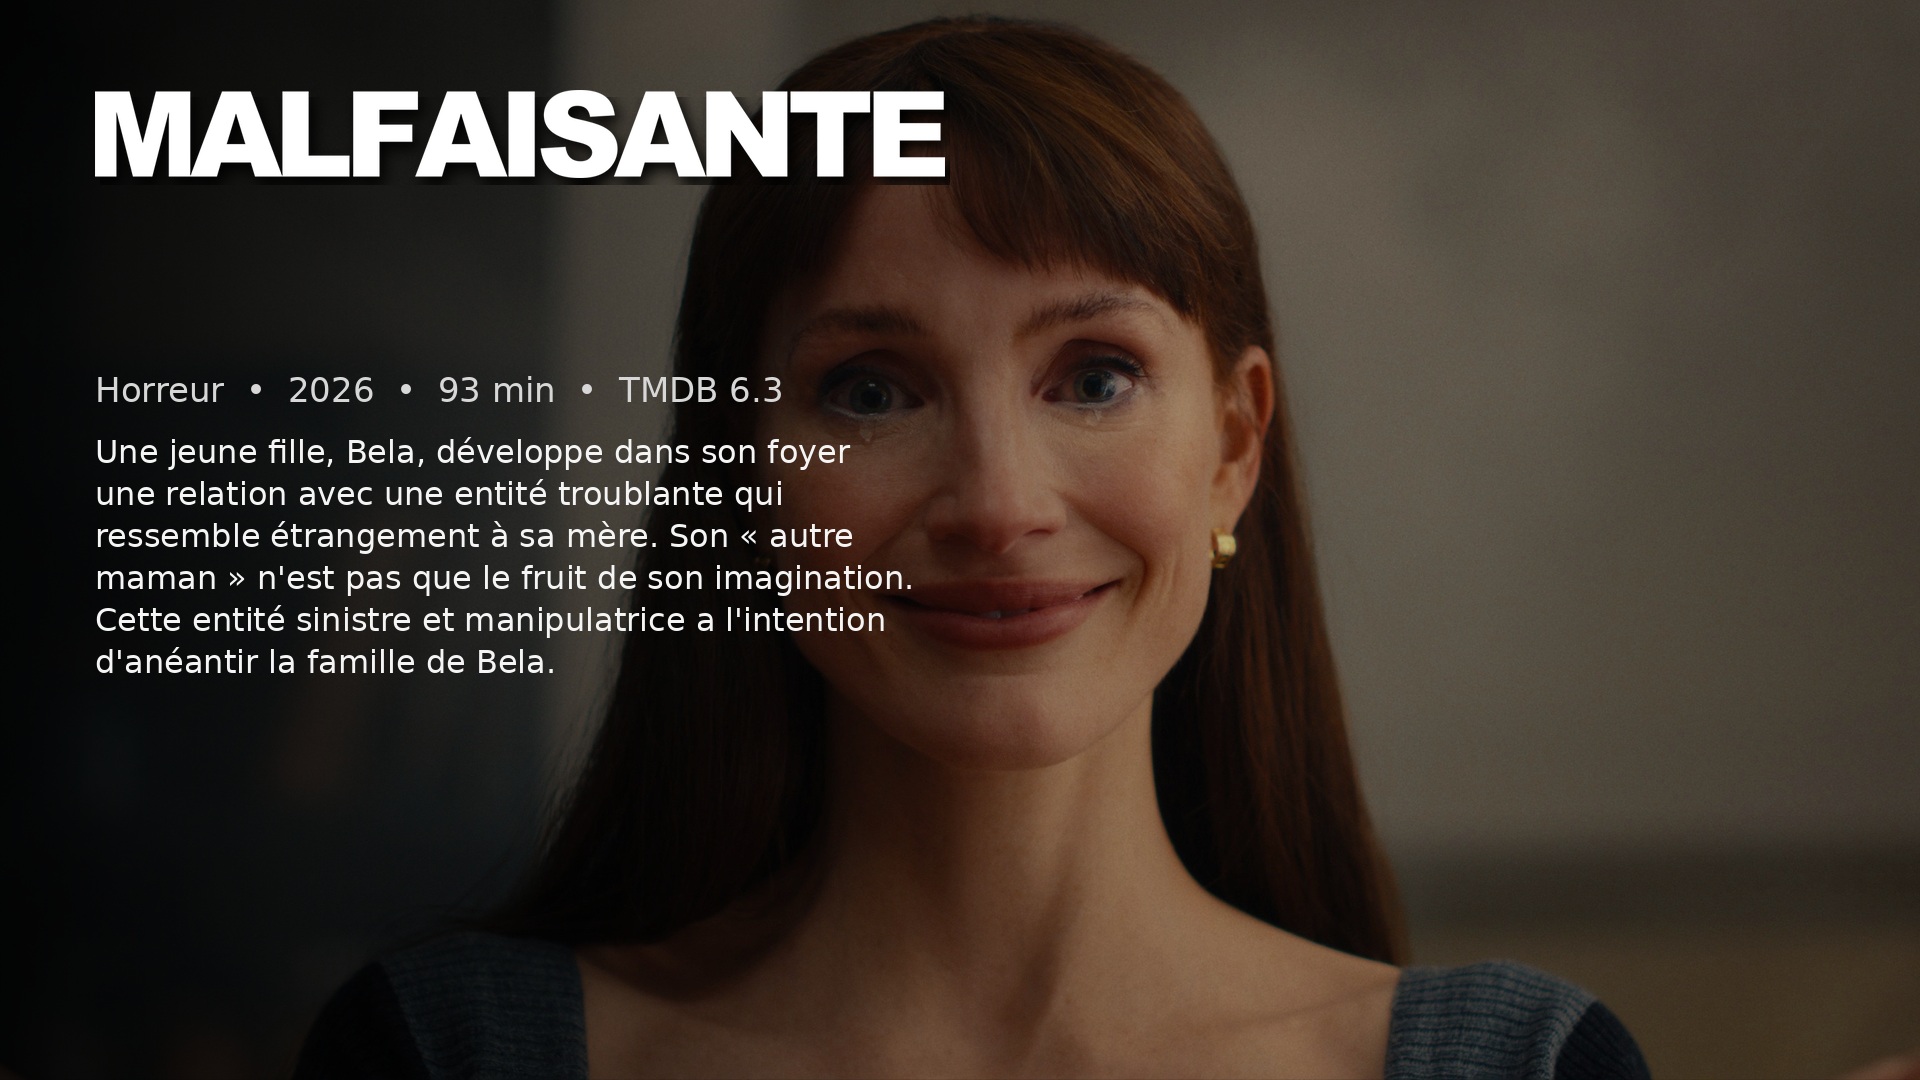 MALFAISANTE
Horreur • 2026 • 93 min • TMDB 6.3
Une jeune fille, Bela, développe dans son foyer
une relation avec une entité troublante qui
ressemble étrangement à sa mère. Son « autre
maman » n'est pas que le fruit de son imagination.
Cette entité sinistre et manipulatrice a l'intention
d'anéantir la famille de Bela.